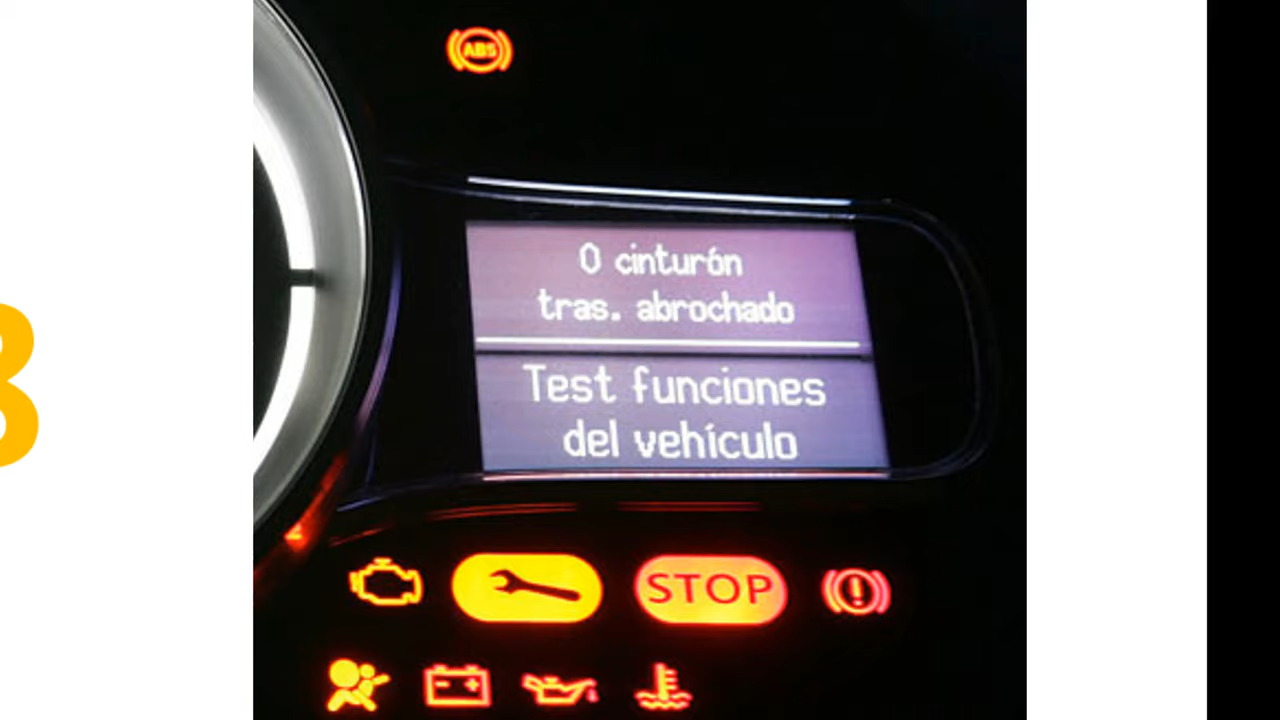 ABS
0 cinturón
tras. abrochado
Test funciones
del vehículo
STOP